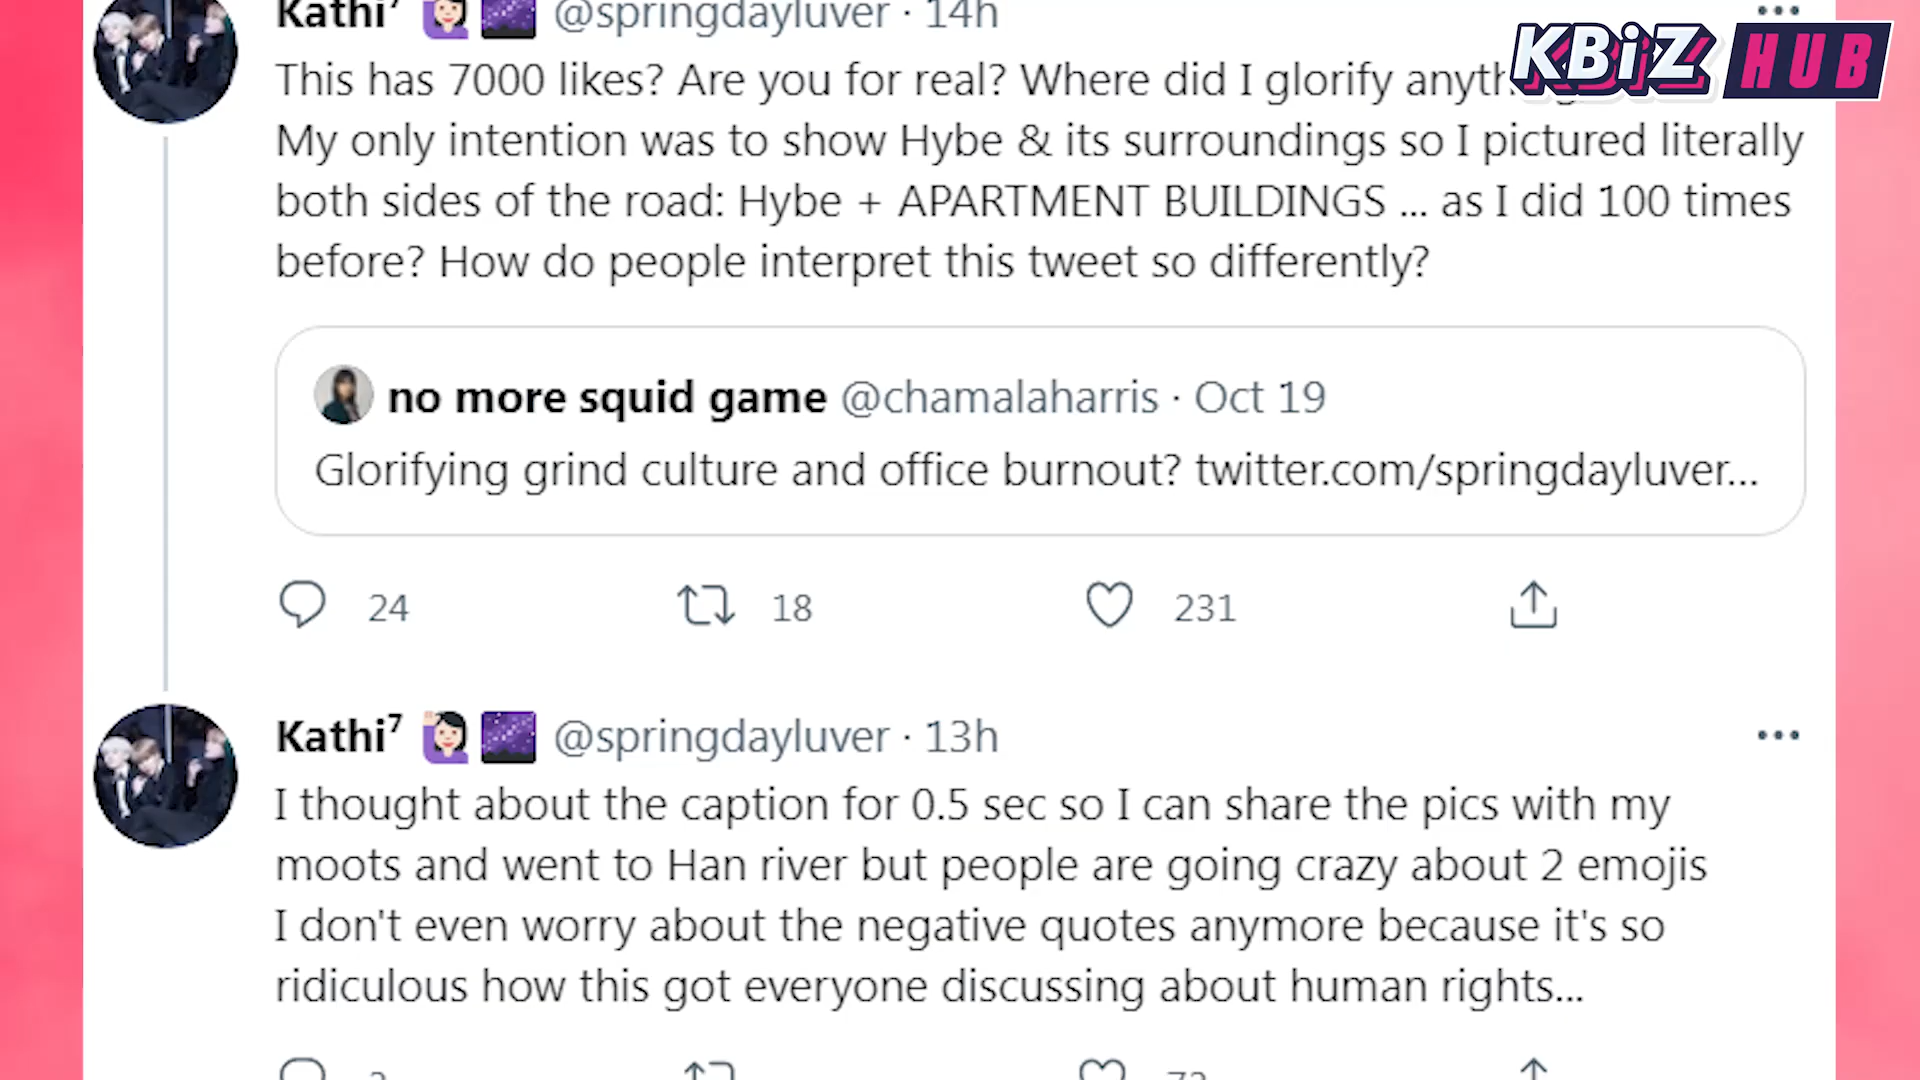 Kathi⁷ @springdayluver · 14h
KBiZ HUB
This has 7000 likes? Are you for real? Where did I glorify
My only intention was to show Hybe & its surroundings so I pictured literally
both sides of the road: Hybe + APARTMENT BUILDINGS ... as I did 100 times
before? How do people interpret this tweet so differently?
no more squid game @chamalaharris · Oct 19
Glorifying grind culture and office burnout? twitter.com/springdayluver...
24 18 231
Kathi⁷ @springdayluver · 13h
I thought about the caption for 0.5 sec so I can share the pics with my
moots and went to Han river but people are going crazy about 2 emojis
I don't even worry about the negative quotes anymore because it's so
ridiculous how this got everyone discussing about human rights...